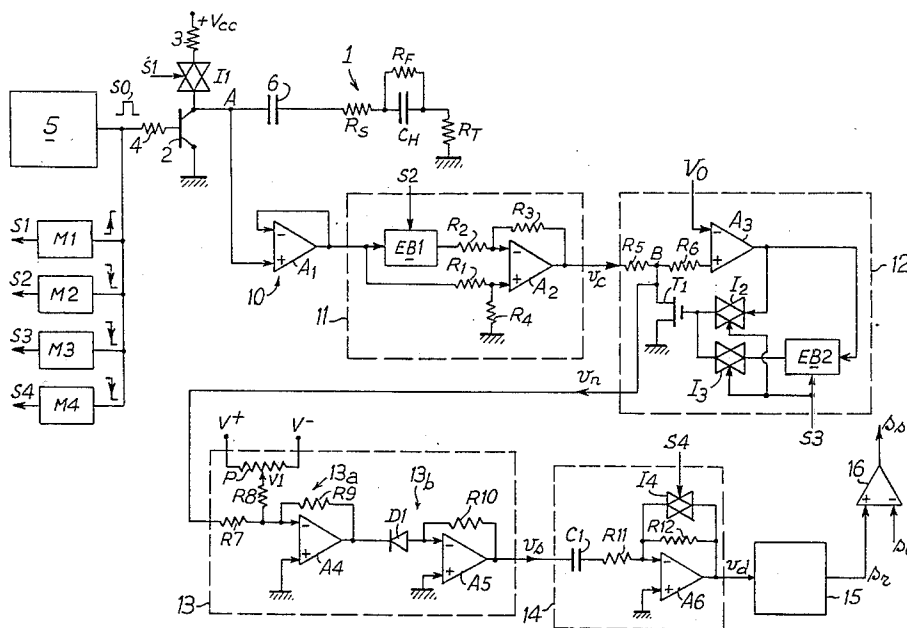 +Vcc
3
S1
I1
S0
5
4
2
A
6
1
RS
RF
CH
RT
S1
M1
S2
M2
S3
M3
S4
M4
10
A1
11
S2
EB1
R2
R3
R1
R4
A2
vc
V0
R5
B
R6
A3
T1
I2
I3
EB2
S3
12
vn
V+
V-
P
V1
R8
13a
R9
R7
A4
13b
D1
R10
A5
13
vs
S4
I4
C1
R11
R12
A6
14
vd
15
16
ss
sr